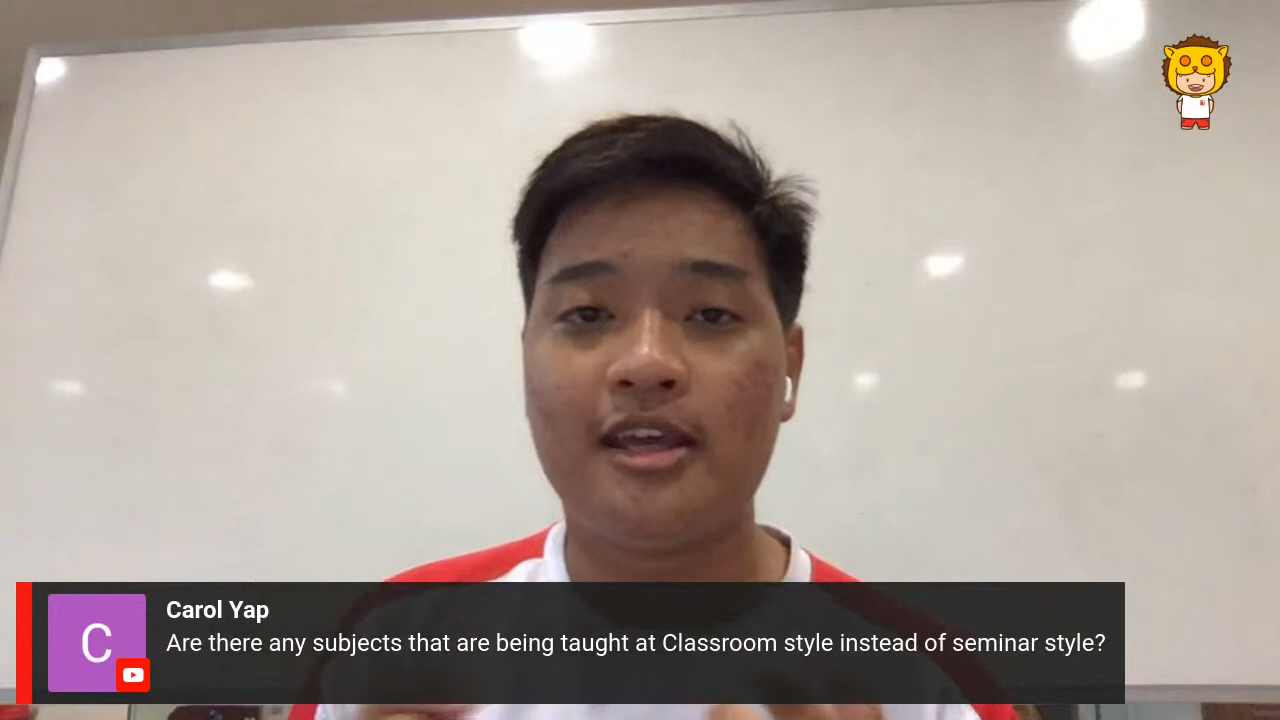 C
Carol Yap
Are there any subjects that are being taught at Classroom style instead of seminar style?